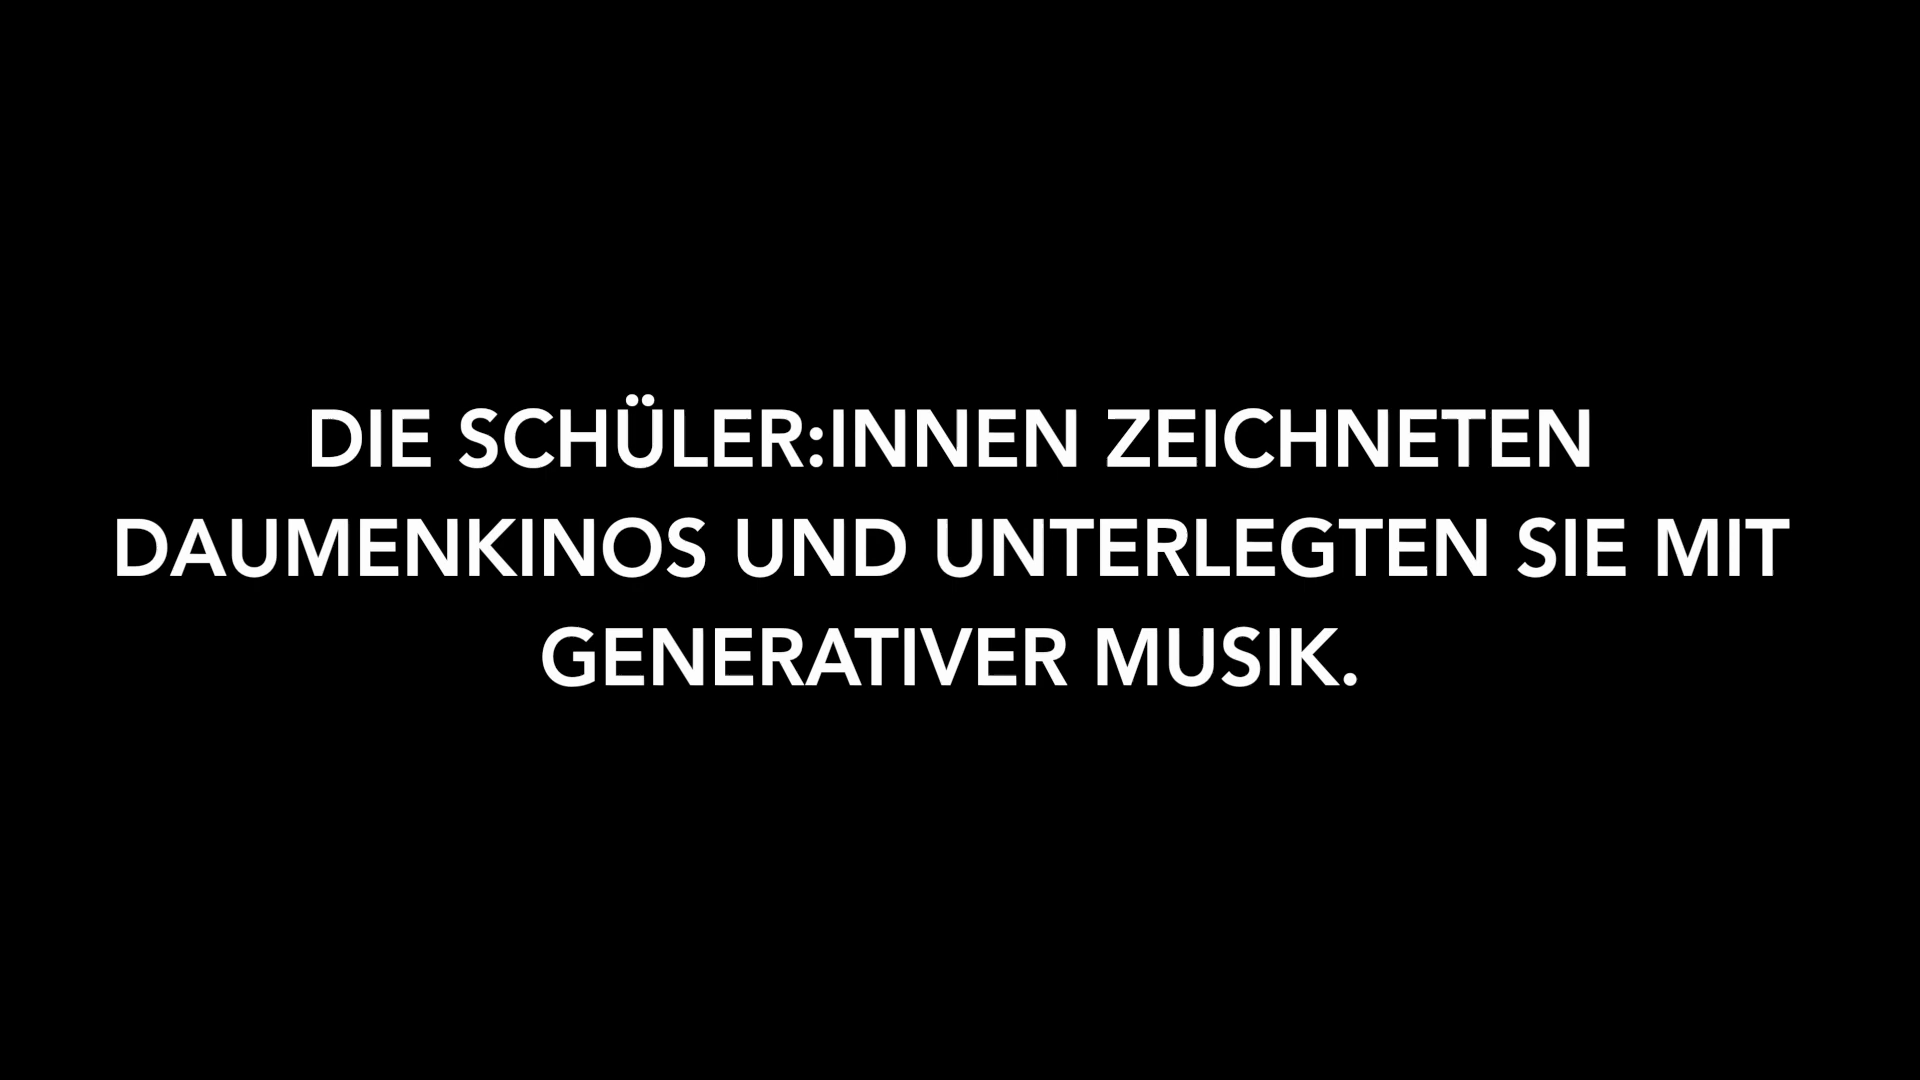 DIE SCHÜLER:INNEN ZEICHNETEN
DAUMENKINOS UND UNTERLEGTEN SIE MIT
GENERATIVER MUSIK.